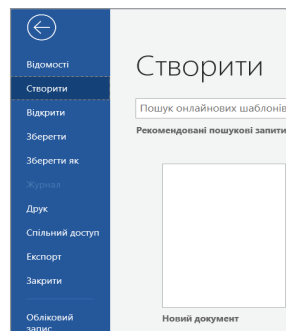 Відомості
Створити
Відкрити
Зберегти
Зберегти як
Журнал
Друк
Спільний доступ
Експорт
Закрити
Обліковий
запис
Створити
Пошук онлайнових шаблонів
Рекомендовані пошукові запити
Новий документ